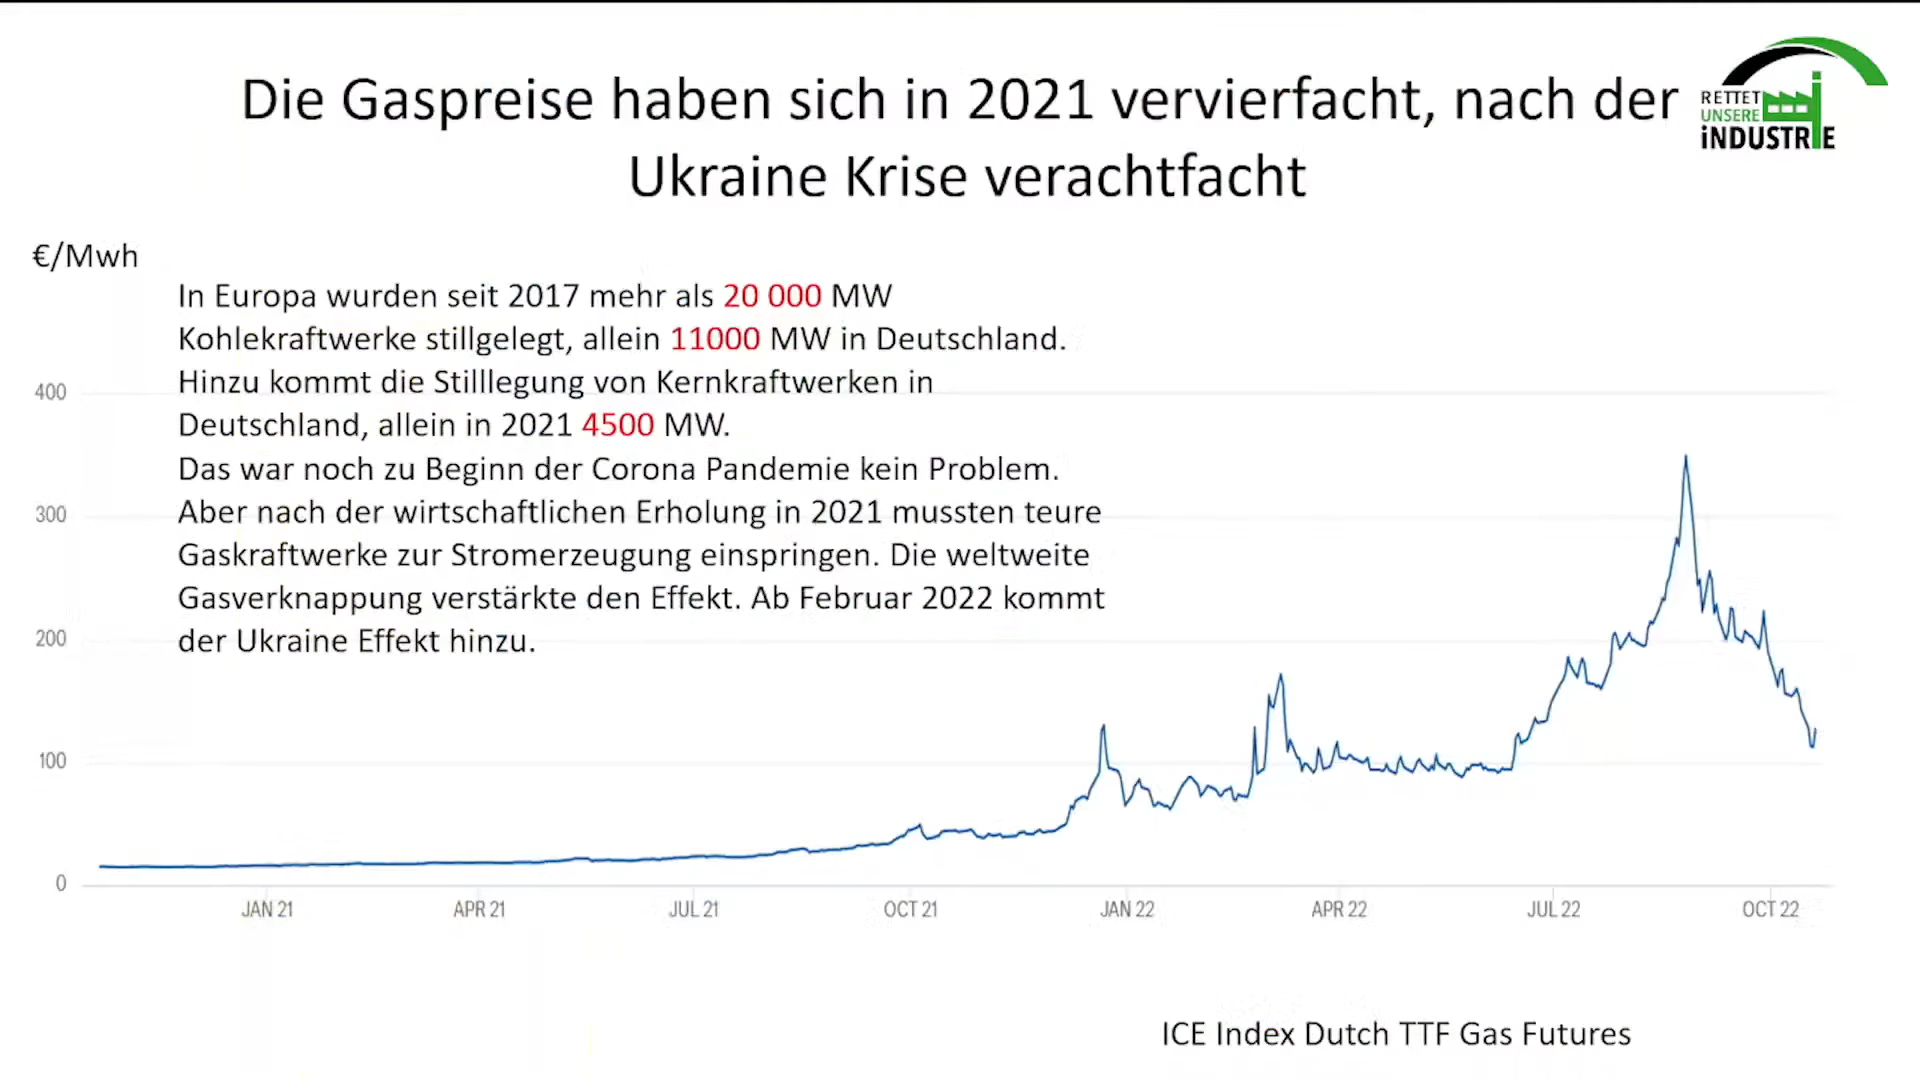 Die Gaspreise haben sich in 2021 vervierfacht, nach der
Ukraine Krise verachtfacht
RETTET
UNSERE
iNDUSTRIE
€/Mwh
In Europa wurden seit 2017 mehr als 20 000 MW
Kohlekraftwerke stillgelegt, allein 11000 MW in Deutschland.
Hinzu kommt die Stilllegung von Kernkraftwerken in
Deutschland, allein in 2021 4500 MW.
Das war noch zu Beginn der Corona Pandemie kein Problem.
Aber nach der wirtschaftlichen Erholung in 2021 mussten teure
Gaskraftwerke zur Stromerzeugung einspringen. Die weltweite
Gasverknappung verstärkte den Effekt. Ab Februar 2022 kommt
der Ukraine Effekt hinzu.
400
300
200
100
0
JAN 21 APR 21 JUL 21 OCT 21 JAN 22 APR 22 JUL 22 OCT 22
ICE Index Dutch TTF Gas Futures